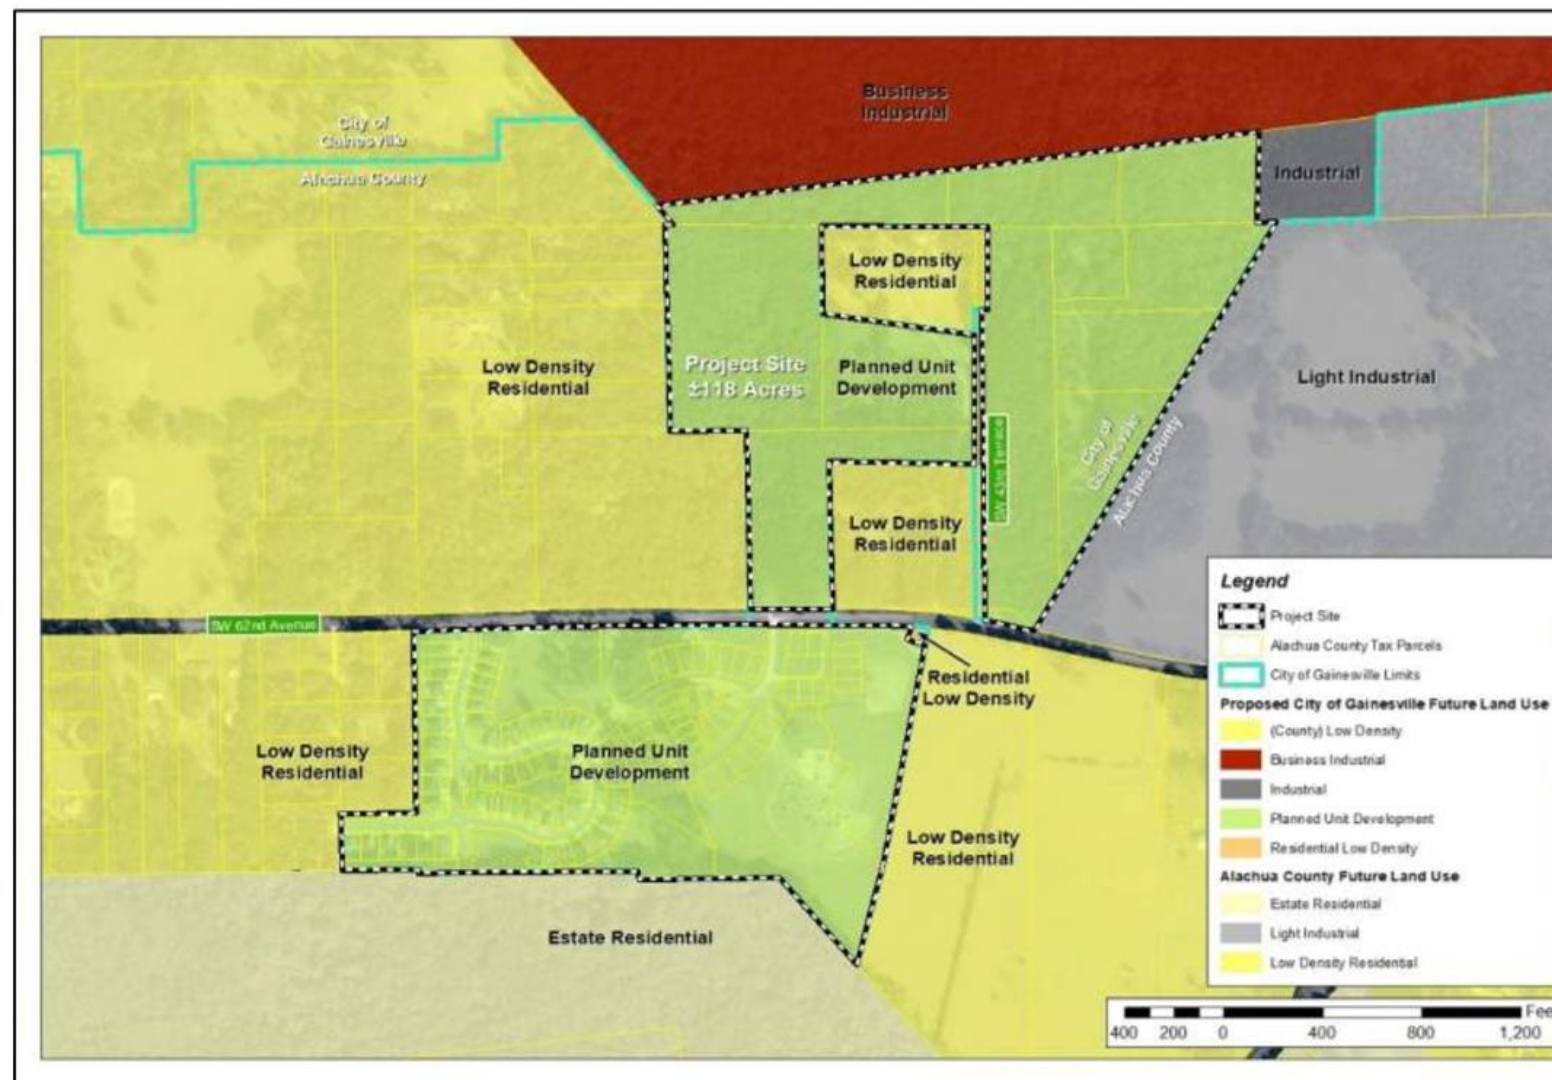 Business
Industrial
City of
Gainesville
Alachua County
Industrial
Low Density
Residential
Low Density
Residential
Project Site
±118 Acres
Planned Unit
Development
Light Industrial
City of
Gainesville
Alachua County
SW 43rd Terrace
Low Density
Residential
SW 62nd Avenue
Residential
Low Density
Low Density
Residential
Planned Unit
Development
Low Density
Residential
Estate Residential
Legend
Project Site
Alachua County Tax Parcels
City of Gainesville Limits
Proposed City of Gainesville Future Land Use
(County) Low Density
Business Industrial
Industrial
Planned Unit Development
Residential Low Density
Alachua County Future Land Use
Estate Residential
Light Industrial
Low Density Residential
Fee
400 200 0 400 800 1,200